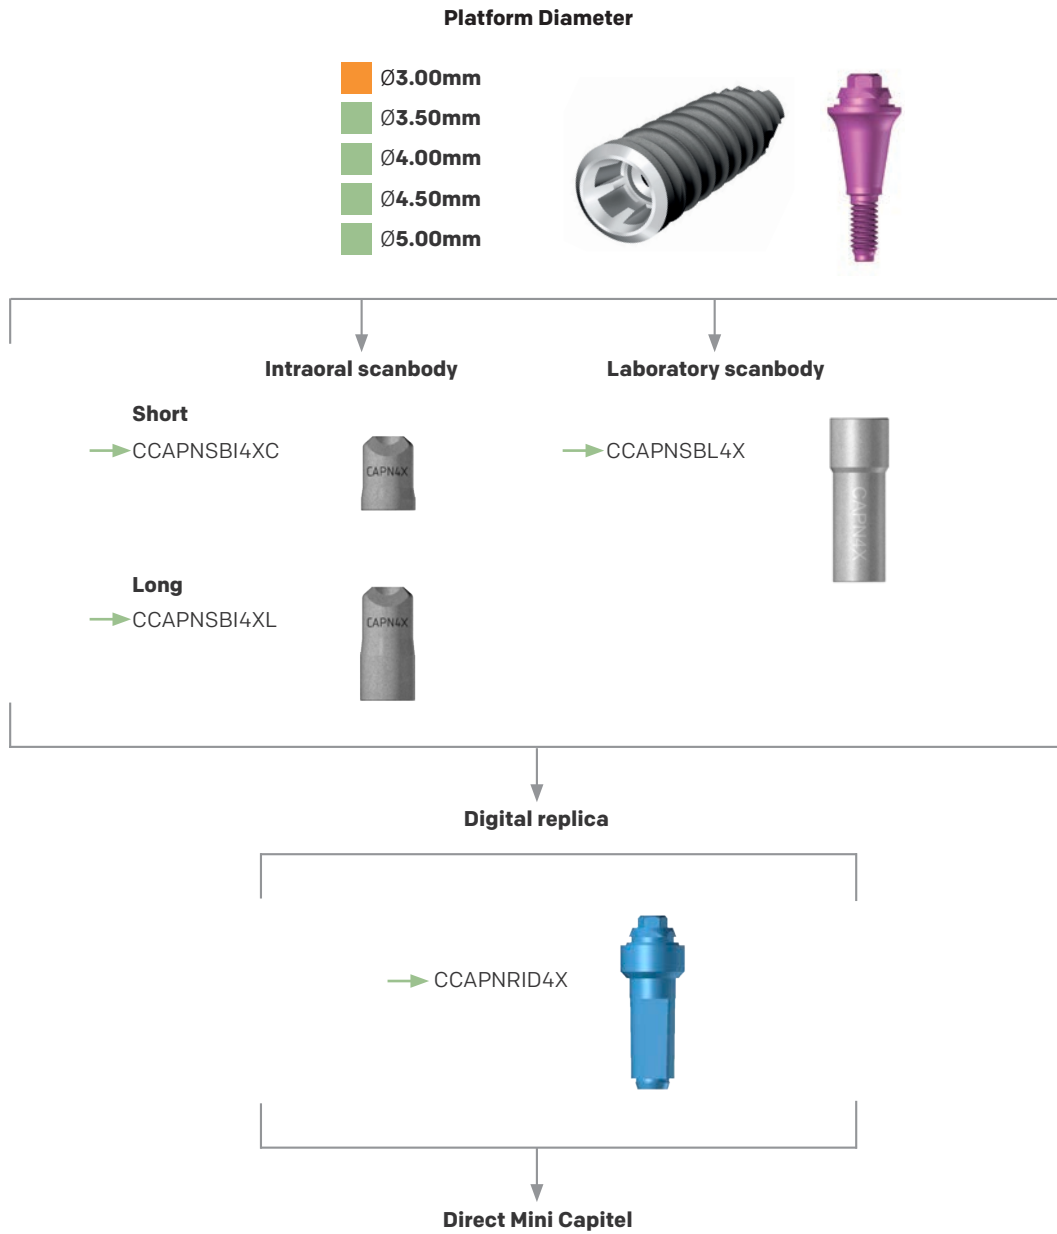 Platform Diameter
Ø3.00mm
Ø3.50mm
Ø4.00mm
Ø4.50mm
Ø5.00mm
Intraoral scanbody
Laboratory scanbody
Short
CCAPNSBI4XC
CAPN4X
CCAPNSBL4X
CAPN4X
Long
CCAPNSBI4XL
CAPN4X
Digital replica
CCAPNRID4X
Direct Mini Capitel